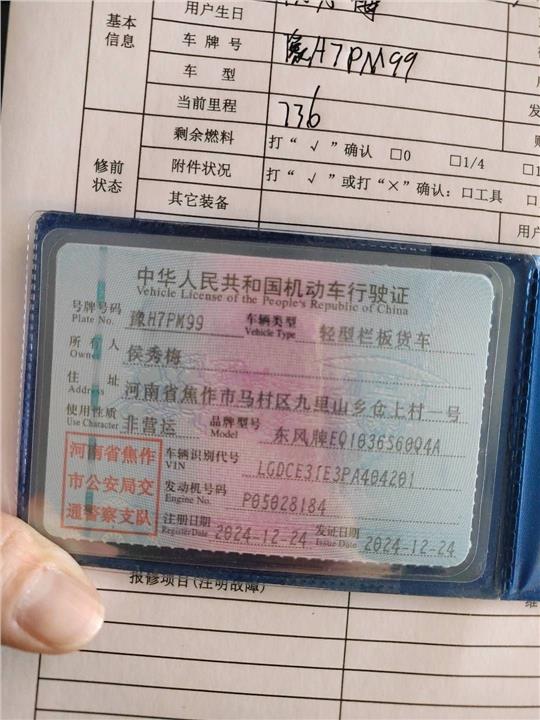 用户生日
基本
信息
车牌号 豫H7PM99
车型
当前里程 736
修前
状态
剩余燃料 打“√”确认 □0 □1/4
附件状况 打“√”或打“×”确认：□工具
其它装备
中华人民共和国机动车行驶证
Vehicle License of the People's Republic of China
号牌号码 豫H7PM99 车辆类型 轻型栏板货车
Plate No. Vehicle Type
所有人 侯秀梅
Owner
住址 河南省焦作市马村区九里山乡仓上村一号
Address
使用性质 非营运 品牌型号 东风牌EQ1036S60Q4A
Use Character Model
河南省焦作
市公安局交
通警察支队
车辆识别代号 LGDCE31E3PA404201
VIN
发动机号码 P05028184
Engine No.
注册日期 2024-12-24 发证日期 2024-12-24
Register Date Issue Date
报修项目(注明故障)